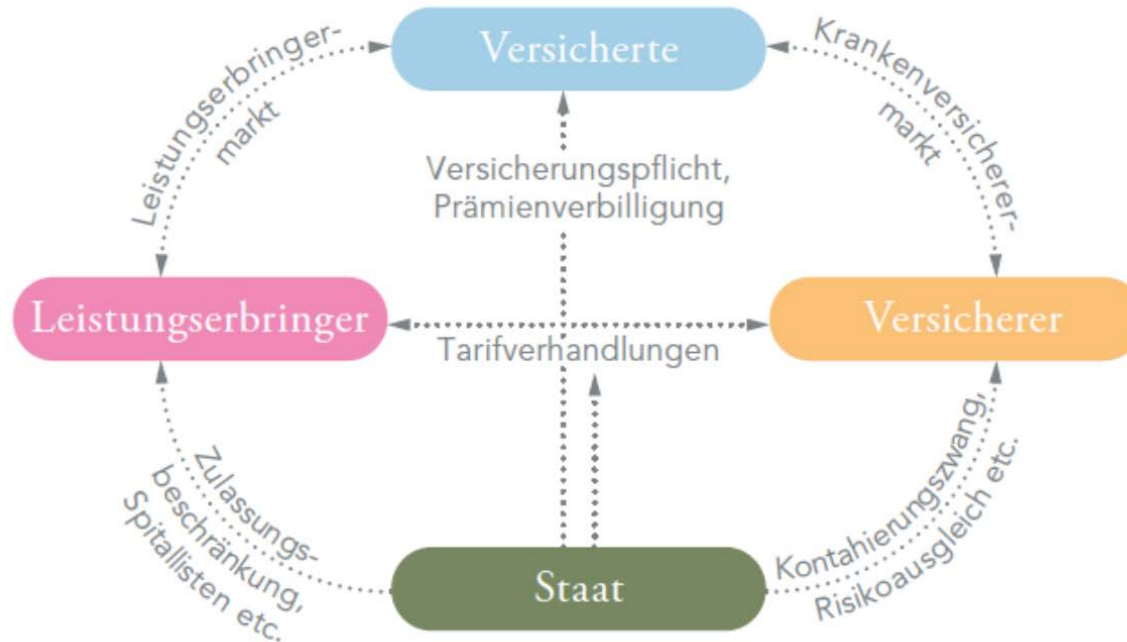 Versicherte
Leistungserbringer-
markt
Krankenversicherer-
markt
Versicherungspflicht,
Prämienverbilligung
Leistungserbringer
Versicherer
Tarifverhandlungen
Zulassungs-
beschränkung,
Spitallisten etc.
Kontahierungszwang,
Risikoausgleich etc.
Staat